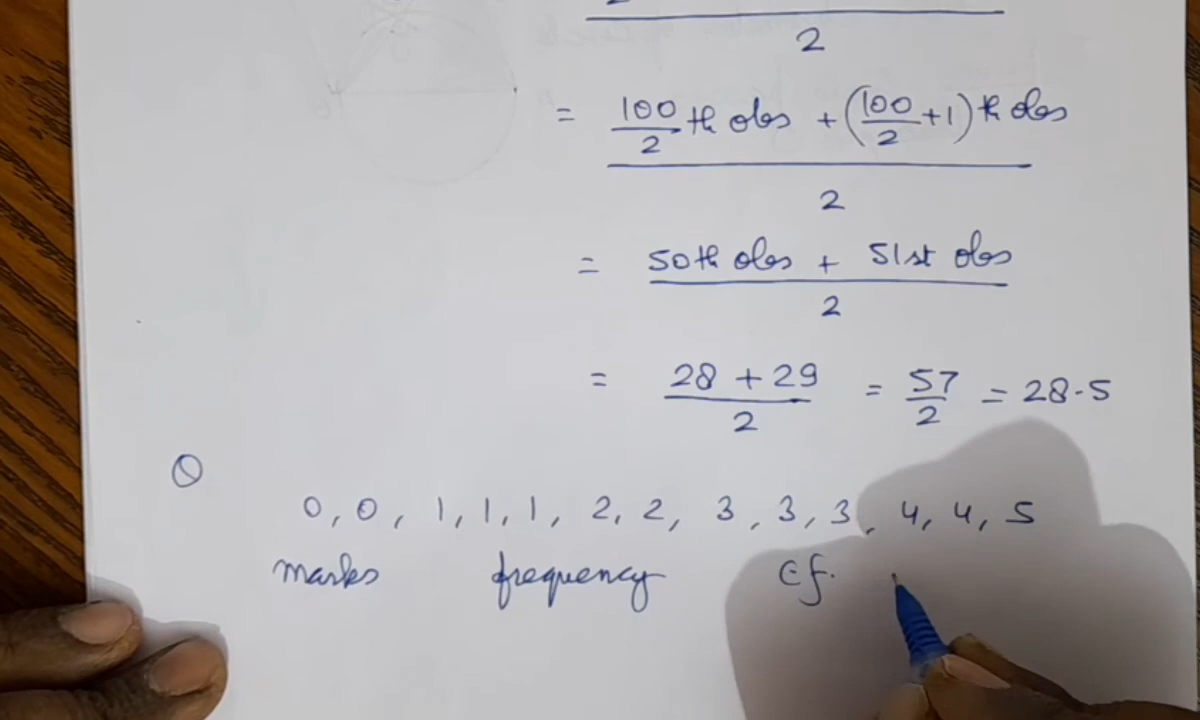 2
= 100/2 th obs + (100/2 + 1) th obs
2
= 50th obs + 51st obs
2
= 28 + 29 / 2 = 57/2 = 28.5
Q
0, 0, 1, 1, 1, 2, 2, 3, 3, 3, 4, 4, 5
marks frequency cf.